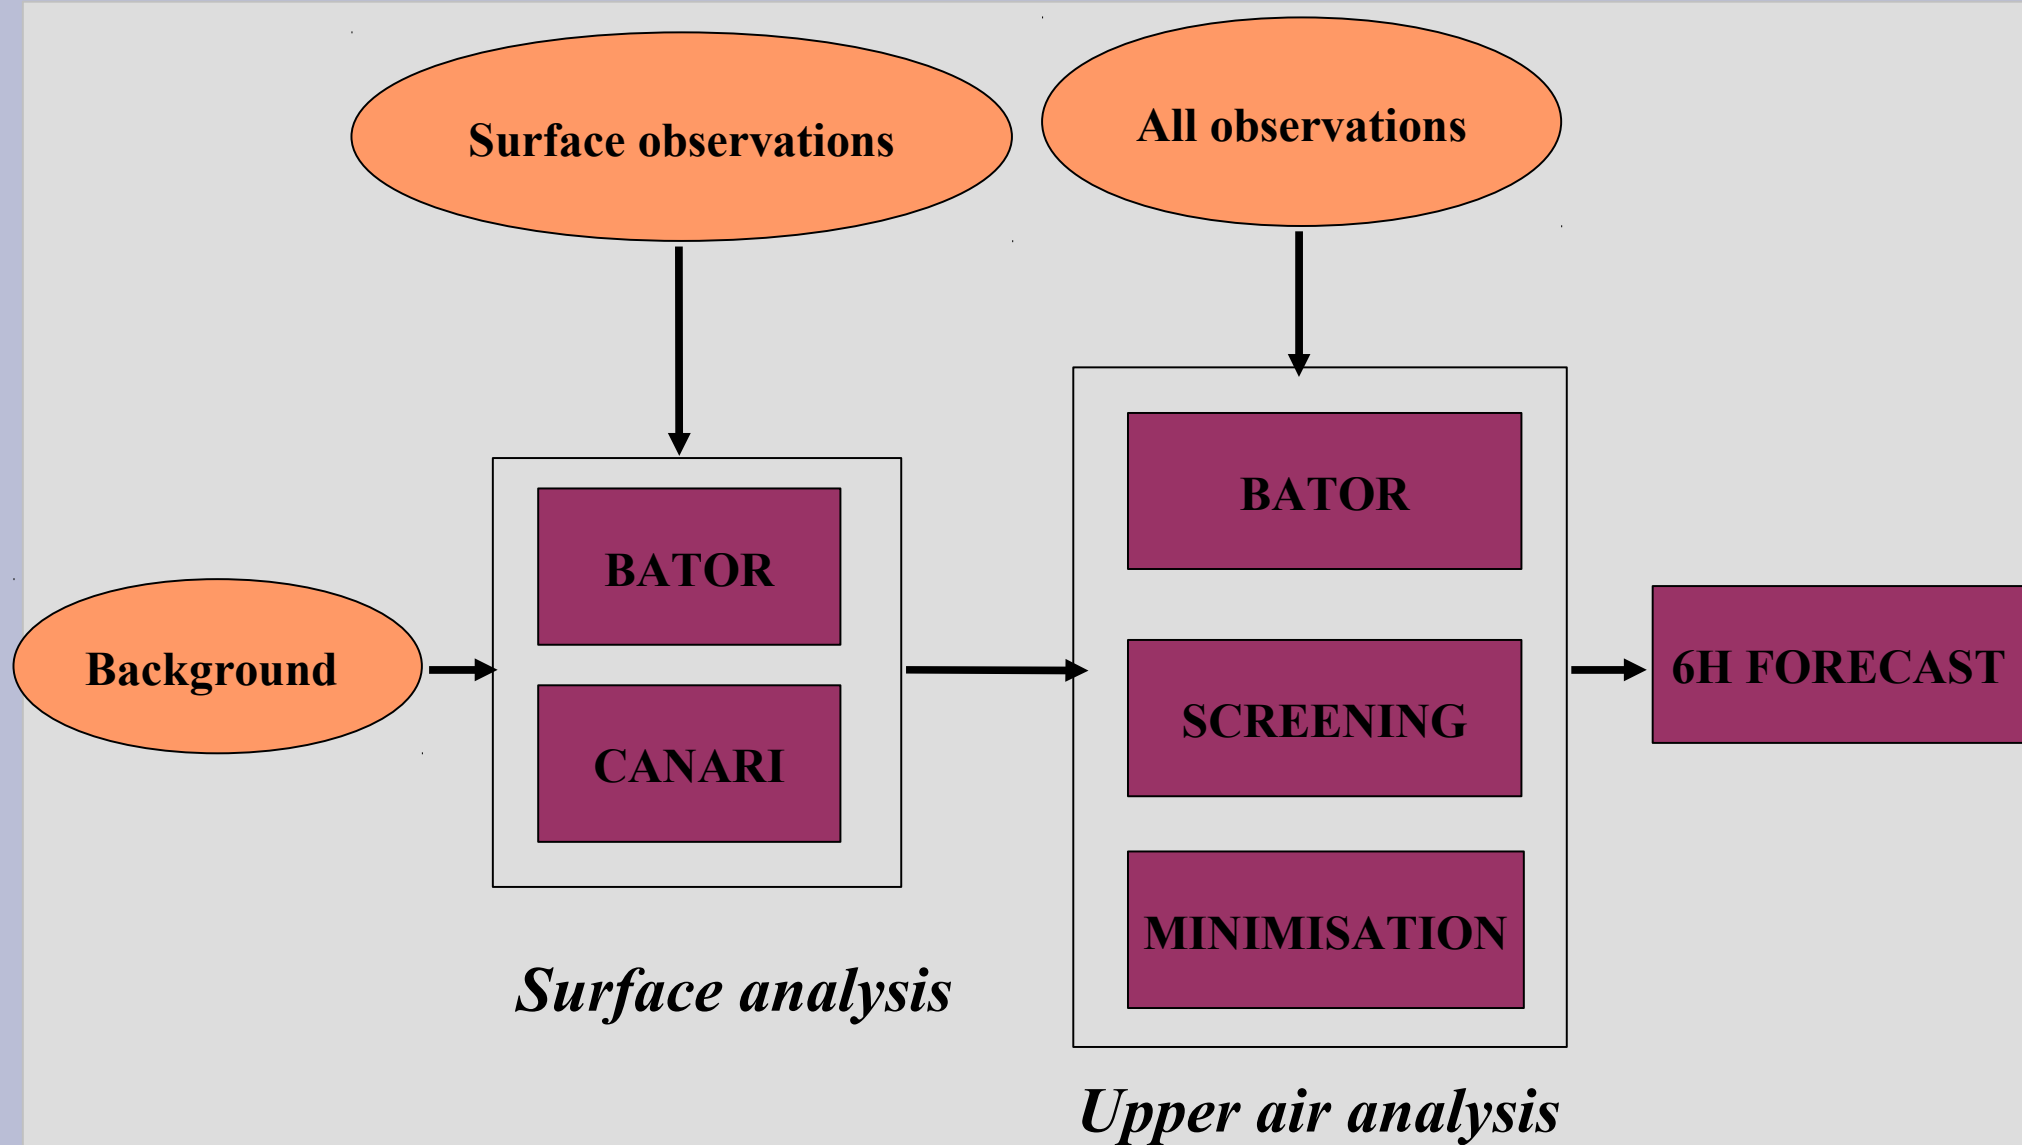 Surface observations
All observations
Background
BATOR
CANARI
Surface analysis
BATOR
SCREENING
MINIMISATION
Upper air analysis
6H FORECAST